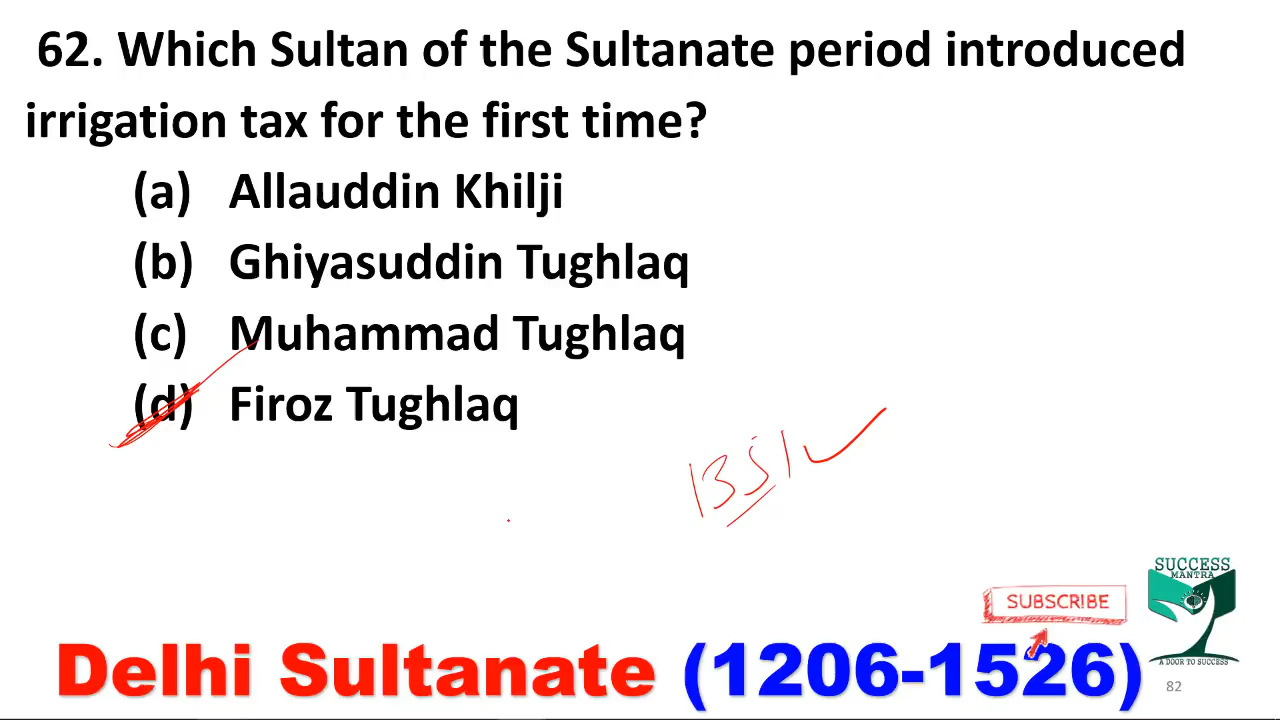 62. Which Sultan of the Sultanate period introduced
irrigation tax for the first time?
(a) Allauddin Khilji
(b) Ghiyasuddin Tughlaq
(c) Muhammad Tughlaq
(d) Firoz Tughlaq
1351
SUCCESS
MANTRA
SUBSCRIBE
Delhi Sultanate (1206-1526)
A DOOR TO SUCCESS
82